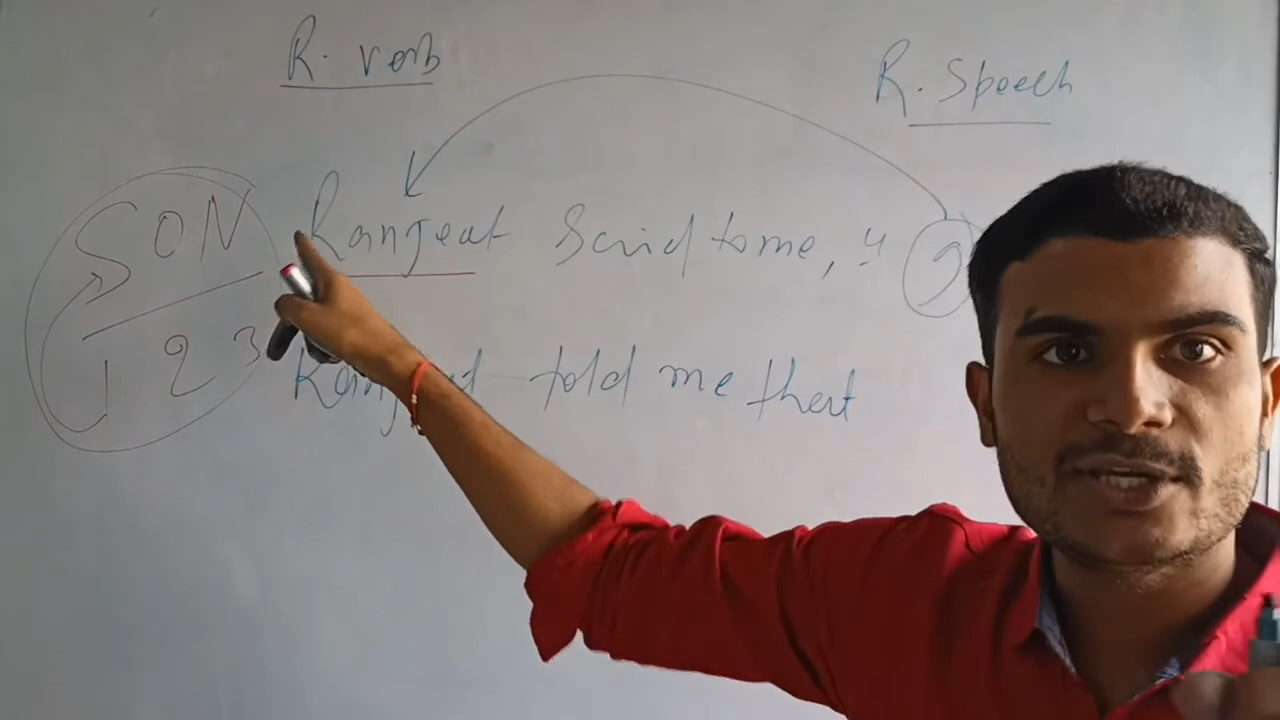 R. verb R. Speech
SON Ranjeet Said to me, "
1 2 3 told me that